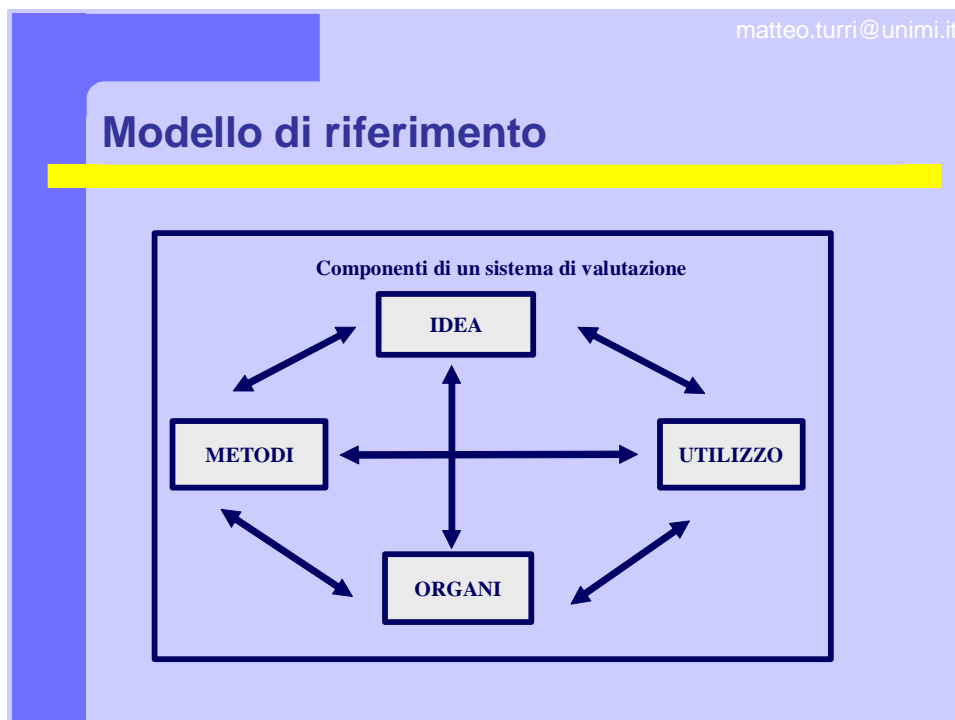 matteo.turri@unimi.it
Modello di riferimento
Componenti di un sistema di valutazione
IDEA
METODI
UTILIZZO
ORGANI